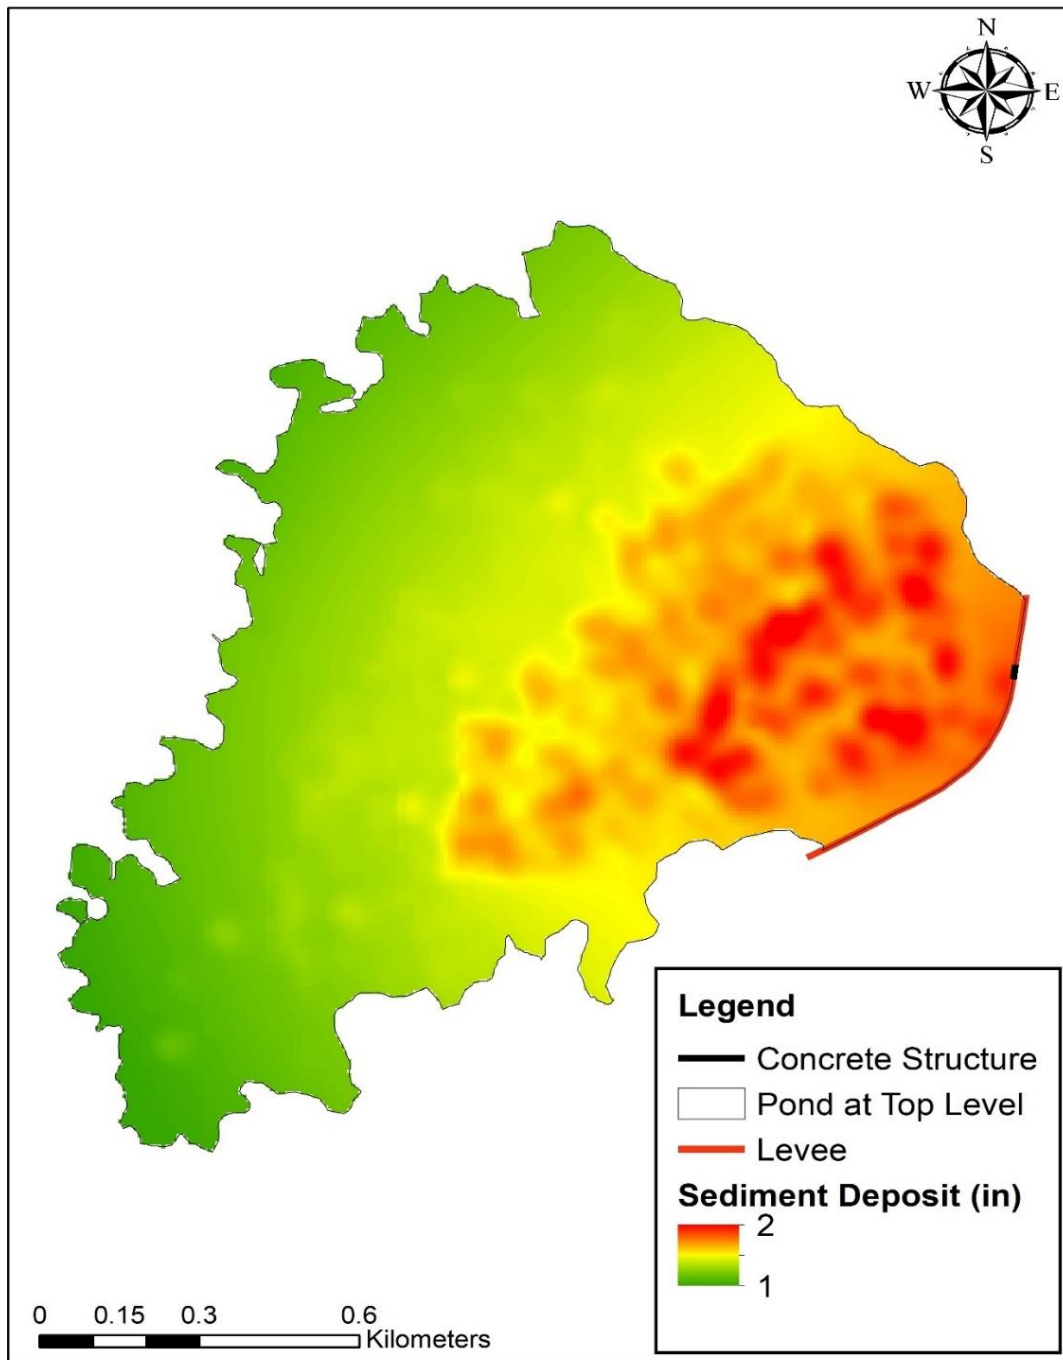 N
W E
S
Legend
Concrete Structure
Pond at Top Level
Levee
Sediment Deposit (in)
2
1
0 0.15 0.3 0.6
Kilometers